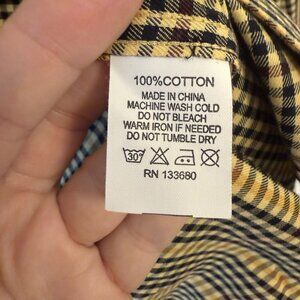 100%COTTON
MADE IN CHINA
MACHINE WASH COLD
DO NOT BLEACH
WARM IRON IF NEEDED
DO NOT TUMBLE DRY
30°
RN 133680